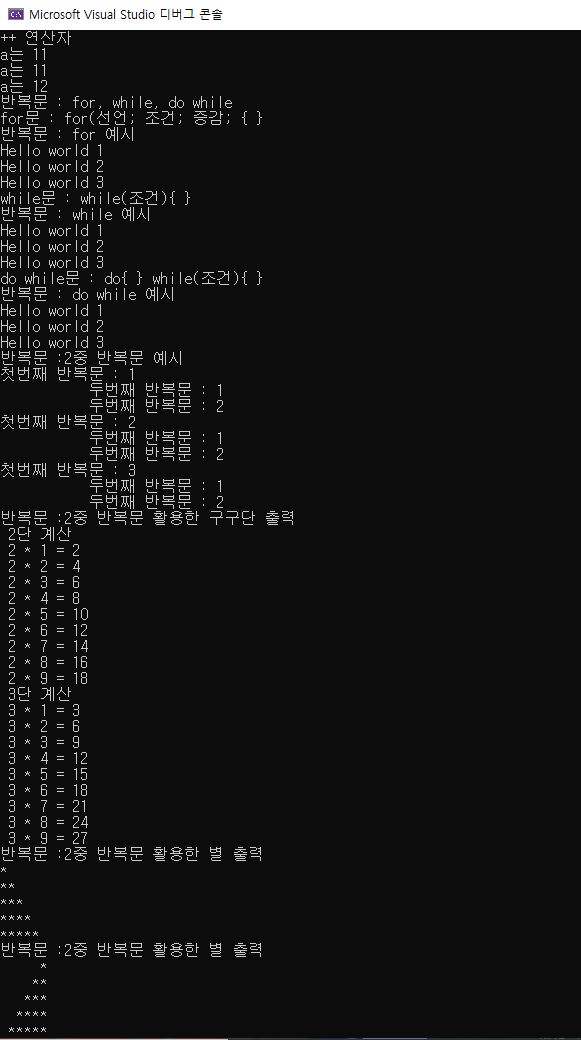 Microsoft Visual Studio 디버그 콘솔
++ 연산자
a는 11
a는 11
a는 12
반복문 : for, while, do while
for문 : for(선언; 조건; 증감; { }
반복문 : for 예시
Hello world 1
Hello world 2
Hello world 3
while문 : while(조건){ }
반복문 : while 예시
Hello world 1
Hello world 2
Hello world 3
do while문 : do{ } while(조건){ }
반복문 : do while 예시
Hello world 1
Hello world 2
Hello world 3
반복문 :2중 반복문 예시
첫번째 반복문 : 1
두번째 반복문 : 1
두번째 반복문 : 2
첫번째 반복문 : 2
두번째 반복문 : 1
두번째 반복문 : 2
첫번째 반복문 : 3
두번째 반복문 : 1
두번째 반복문 : 2
반복문 :2중 반복문 활용한 구구단 출력
2단 계산
2 * 1 = 2
2 * 2 = 4
2 * 3 = 6
2 * 4 = 8
2 * 5 = 10
2 * 6 = 12
2 * 7 = 14
2 * 8 = 16
2 * 9 = 18
3단 계산
3 * 1 = 3
3 * 2 = 6
3 * 3 = 9
3 * 4 = 12
3 * 5 = 15
3 * 6 = 18
3 * 7 = 21
3 * 8 = 24
3 * 9 = 27
반복문 :2중 반복문 활용한 별 출력
*
**
***
****
*****
반복문 :2중 반복문 활용한 별 출력
*
**
***
****
*****